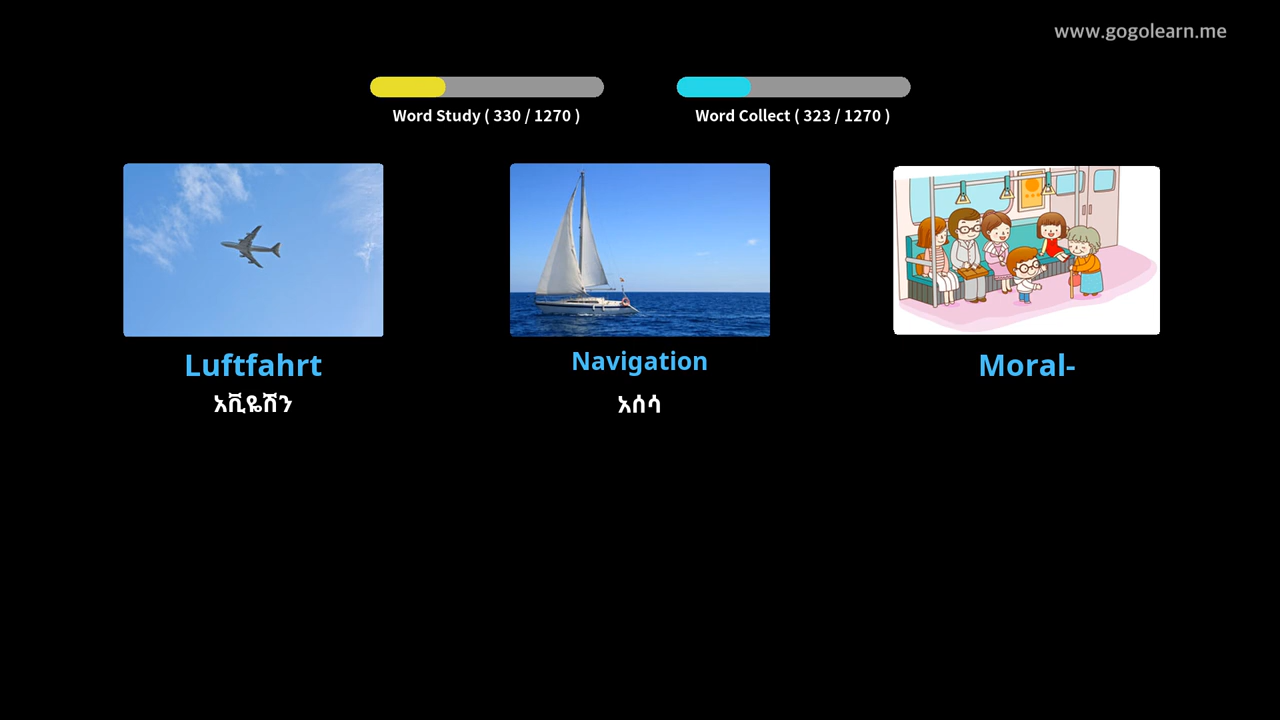 www.gogolearn.me
Word Study ( 330 / 1270 )
Word Collect ( 323 / 1270 )
Luftfahrt
Navigation
Moral-
አቪዬሽን
አሰሳ